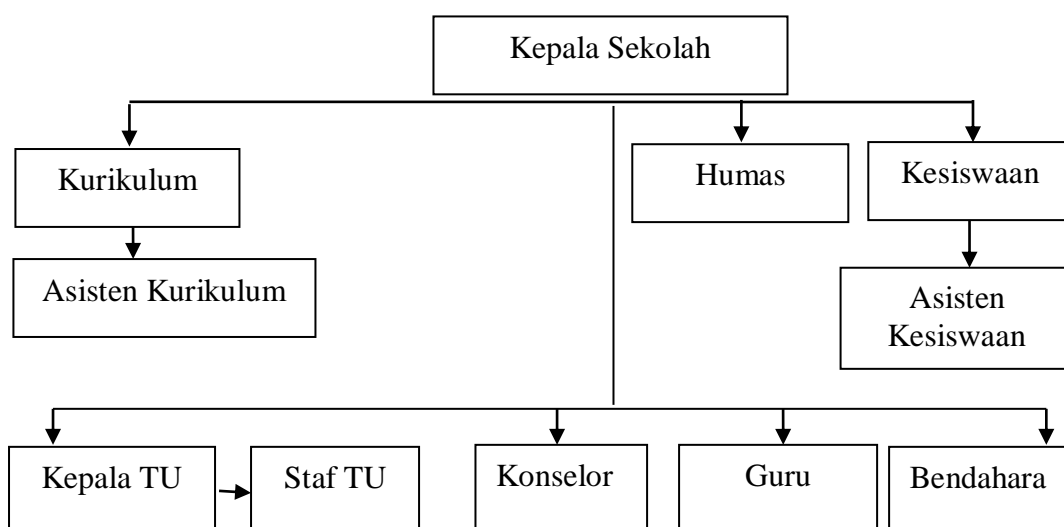 Kepala Sekolah
Kurikulum
Humas
Kesiswaan
Asisten Kurikulum
Asisten
Kesiswaan
Kepala TU
Staf TU
Konselor
Guru
Bendahara